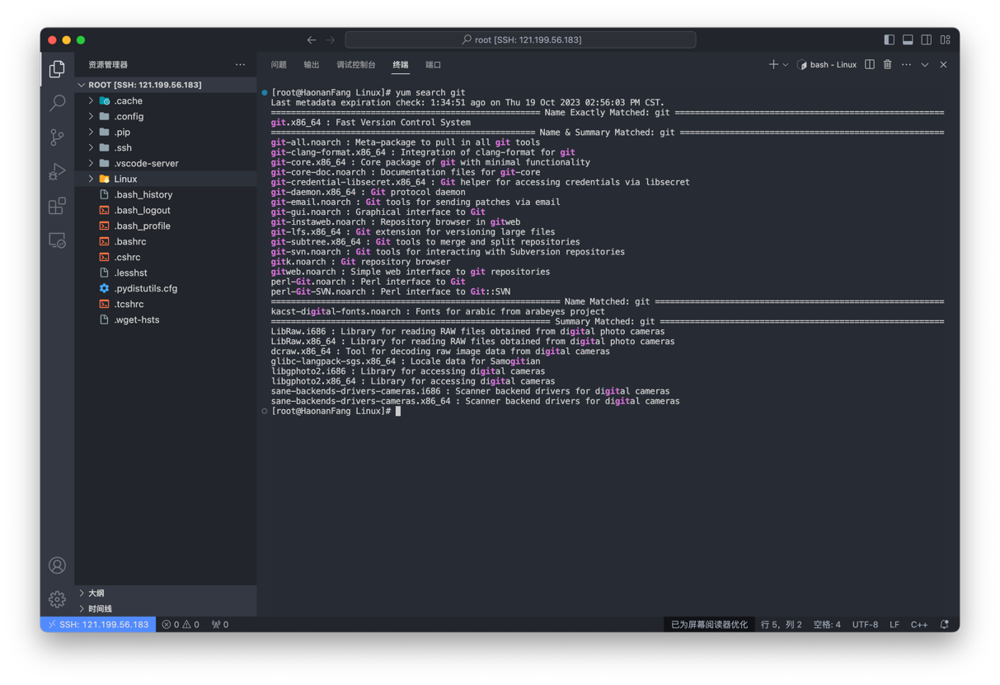 root [SSH: 121.199.56.183]
资源管理器
ROOT [SSH: 121.199.56.183]
.cache
.config
.pip
.ssh
.vscode-server
Linux
.bash_history
.bash_logout
.bash_profile
.bashrc
.cshrc
.lesshst
.pydistutils.cfg
.tcshrc
.wget-hsts
大纲
时间线
问题 输出 调试控制台 终端 端口
bash - Linux
[root@HaonanFang Linux]# yum search git
Last metadata expiration check: 1:34:51 ago on Thu 19 Oct 2023 02:56:03 PM CST.
====================================================== Name Exactly Matched: git ======================================================
git.x86_64 : Fast Version Control System
===================================================== Name & Summary Matched: git =====================================================
git-all.noarch : Meta-package to pull in all git tools
git-clang-format.x86_64 : Integration of clang-format for git
git-core.x86_64 : Core package of git with minimal functionality
git-core-doc.noarch : Documentation files for git-core
git-credential-libsecret.x86_64 : Git helper for accessing credentials via libsecret
git-daemon.x86_64 : Git protocol daemon
git-email.noarch : Git tools for sending patches via email
git-gui.noarch : Graphical interface to Git
git-instaweb.noarch : Repository browser in gitweb
git-lfs.x86_64 : Git extension for versioning large files
git-subtree.x86_64 : Git tools to merge and split repositories
git-svn.noarch : Git tools for interacting with Subversion repositories
gitk.noarch : Git repository browser
gitweb.noarch : Simple web interface to git repositories
perl-Git.noarch : Perl interface to Git
perl-Git-SVN.noarch : Perl interface to Git::SVN
========================================================== Name Matched: git ==========================================================
kacst-digital-fonts.noarch : Fonts for arabic from arabeyes project
======================================================== Summary Matched: git =========================================================
LibRaw.i686 : Library for reading RAW files obtained from digital photo cameras
LibRaw.x86_64 : Library for reading RAW files obtained from digital photo cameras
dcraw.x86_64 : Tool for decoding raw image data from digital cameras
glibc-langpack-sgs.x86_64 : Locale data for Samogitian
libgphoto2.i686 : Library for accessing digital cameras
libgphoto2.x86_64 : Library for accessing digital cameras
sane-backends-drivers-cameras.i686 : Scanner backend drivers for digital cameras
sane-backends-drivers-cameras.x86_64 : Scanner backend drivers for digital cameras
[root@HaonanFang Linux]#
SSH: 121.199.56.183 0 0 0 已为屏幕阅读器优化 行 5，列 2 空格: 4 UTF-8 LF C++